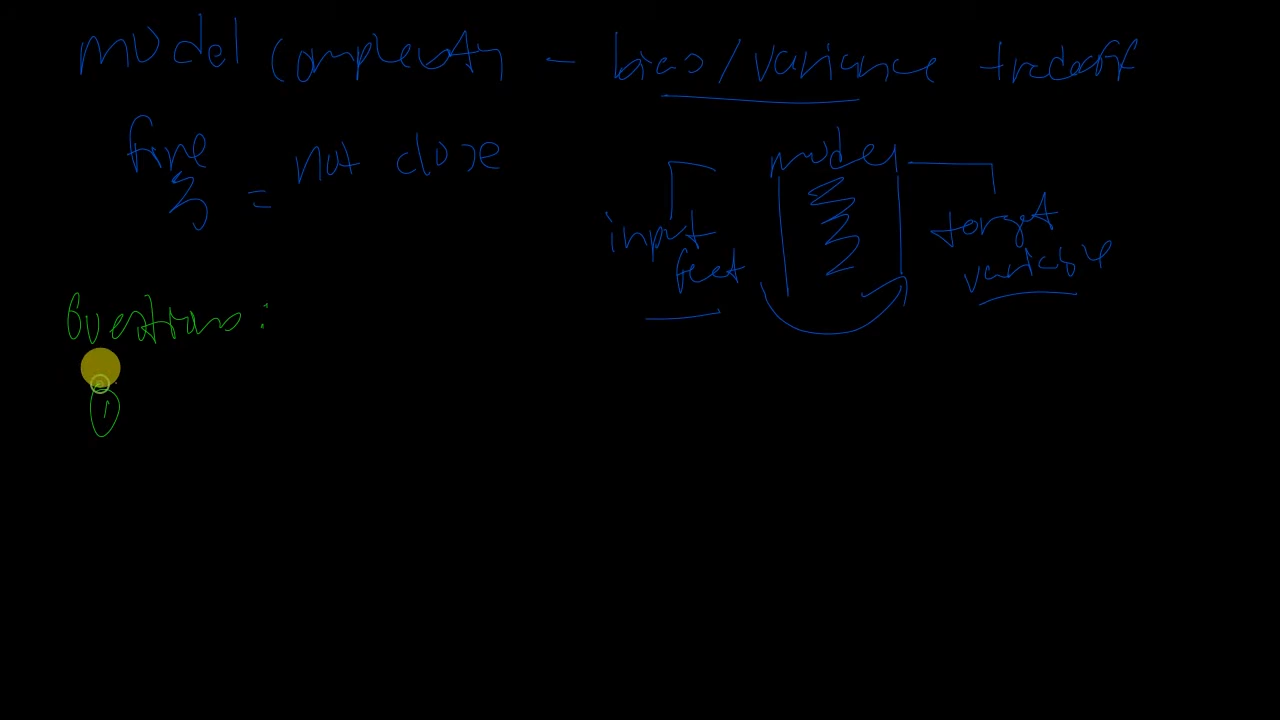 model complexity - bias/variance tradeoff
fine
= not close
model
input
feat
target
variable
Questions:
1